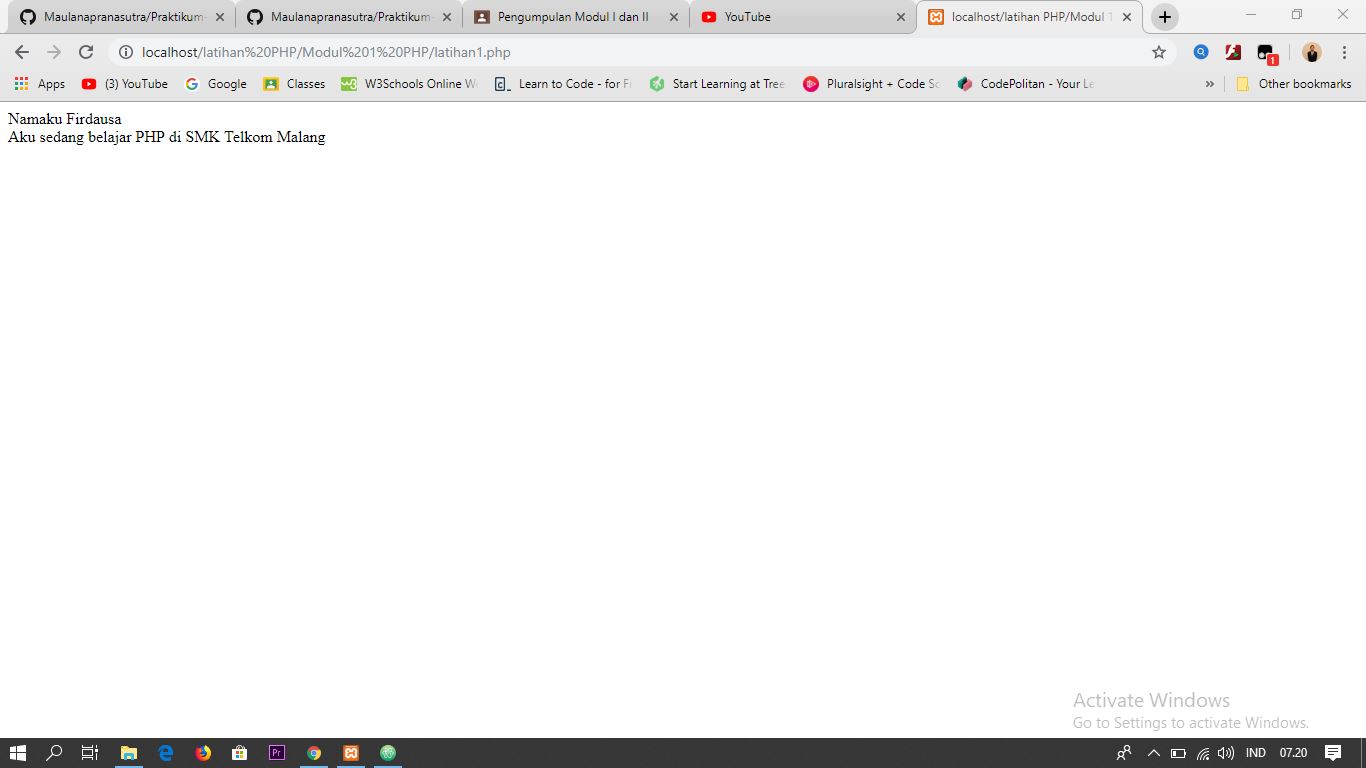 Maulanapranasutra/Praktikum-
Maulanapranasutra/Praktikum-
Pengumpulan Modul I dan II
YouTube
localhost/latihan PHP/Modul 1
localhost/latihan%20PHP/Modul%201%20PHP/latihan1.php
1
Apps
(3) YouTube
Google
Classes
W3Schools Online W
Learn to Code - for F
Start Learning at Tree
Pluralsight + Code Sc
CodePolitan - Your Le
»
Other bookmarks
Namaku Firdausa
Aku sedang belajar PHP di SMK Telkom Malang
Activate Windows
Go to Settings to activate Windows.
Pr
IND
07.20